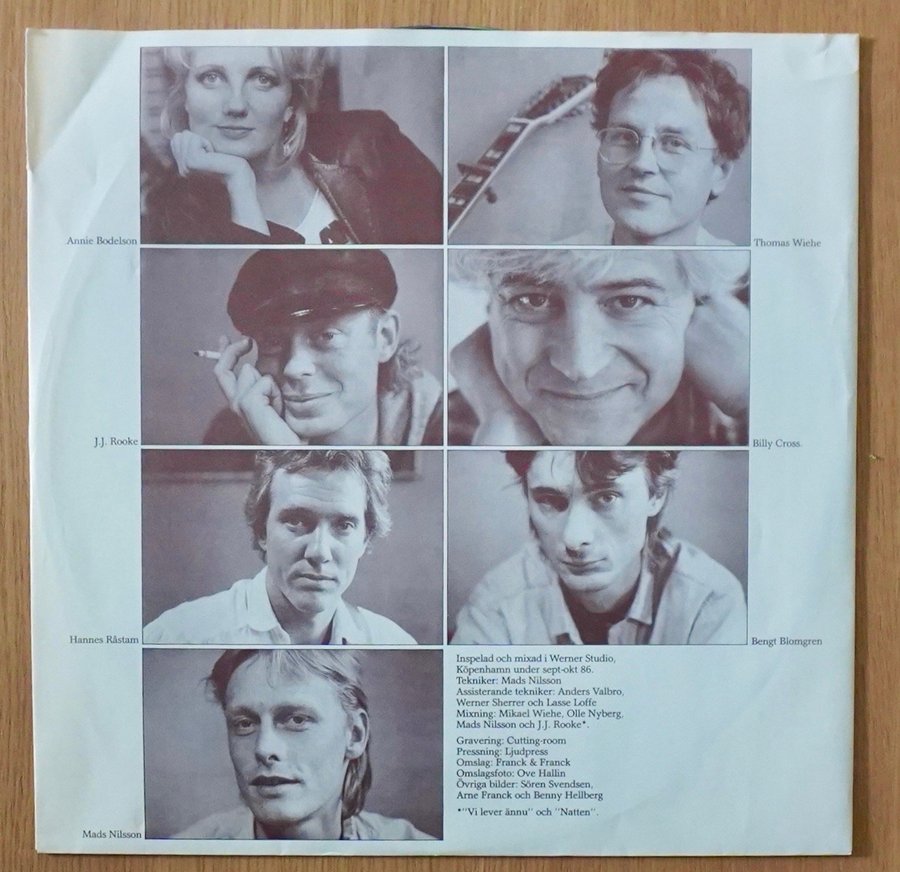 Annie Bodelson
Thomas Wiehe
J.J. Rooke
Billy Cross.
Hannes Råstam
Bengt Blomgren
Mads Nilsson
Inspelad och mixad i Werner Studio,
Köpenhamn under sept-okt 86.
Tekniker: Mads Nilsson
Assisterande tekniker: Anders Valbro,
Werner Sherrer och Lasse Loffe
Mixning: Mikael Wiehe, Olle Nyberg,
Mads Nilsson och J.J. Rooke*.
Gravering: Cutting-room
Pressning: Ljudpress
Omslag: Franck & Franck
Omslagsfoto: Ove Hallin
Övriga bilder: Sören Svendsen,
Arne Franck och Benny Hellberg
*"Vi lever ännu" och "Natten".